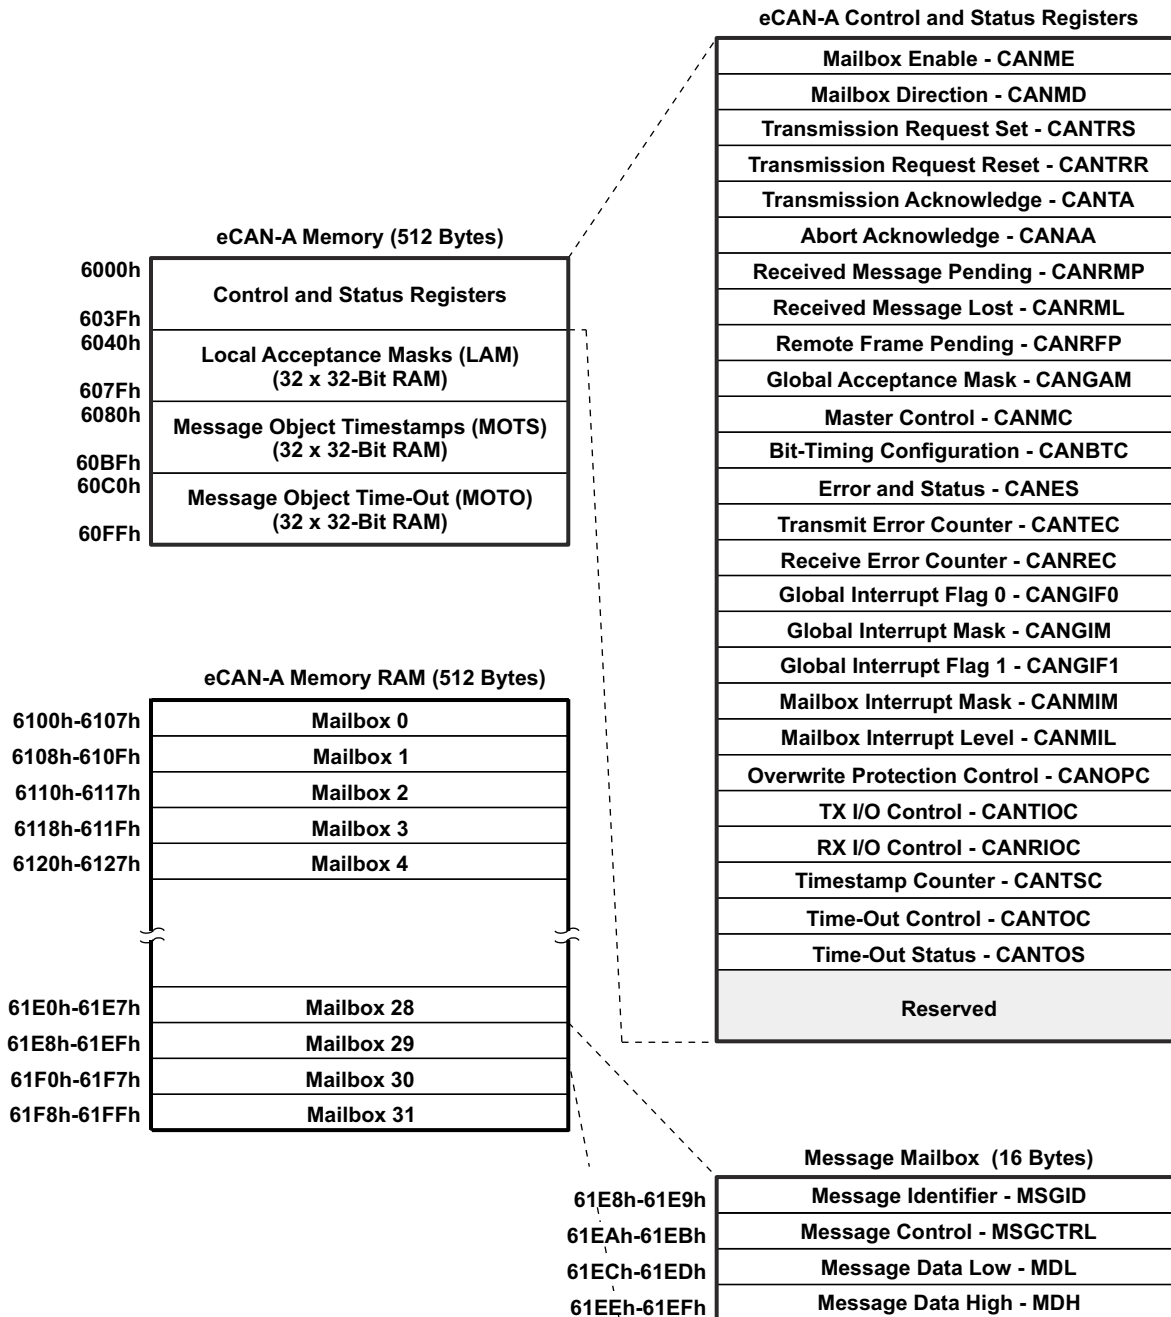 eCAN-A Control and Status Registers
Mailbox Enable - CANME
Mailbox Direction - CANMD
Transmission Request Set - CANTRS
Transmission Request Reset - CANTRR
Transmission Acknowledge - CANTA
Abort Acknowledge - CANAA
Received Message Pending - CANRMP
Received Message Lost - CANRML
Remote Frame Pending - CANRFP
Global Acceptance Mask - CANGAM
Master Control - CANMC
Bit-Timing Configuration - CANBTC
Error and Status - CANES
Transmit Error Counter - CANTEC
Receive Error Counter - CANREC
Global Interrupt Flag 0 - CANGIF0
Global Interrupt Mask - CANGIM
Global Interrupt Flag 1 - CANGIF1
Mailbox Interrupt Mask - CANMIM
Mailbox Interrupt Level - CANMIL
Overwrite Protection Control - CANOPC
TX I/O Control - CANTIOC
RX I/O Control - CANRIOC
Timestamp Counter - CANTSC
Time-Out Control - CANTOC
Time-Out Status - CANTOS
Reserved
eCAN-A Memory (512 Bytes)
6000h
Control and Status Registers
603Fh
6040h
Local Acceptance Masks (LAM)
(32 x 32-Bit RAM)
607Fh
6080h
Message Object Timestamps (MOTS)
(32 x 32-Bit RAM)
60BFh
60C0h
Message Object Time-Out (MOTO)
(32 x 32-Bit RAM)
60FFh
eCAN-A Memory RAM (512 Bytes)
6100h-6107h Mailbox 0
6108h-610Fh Mailbox 1
6110h-6117h Mailbox 2
6118h-611Fh Mailbox 3
6120h-6127h Mailbox 4
61E0h-61E7h Mailbox 28
61E8h-61EFh Mailbox 29
61F0h-61F7h Mailbox 30
61F8h-61FFh Mailbox 31
Message Mailbox (16 Bytes)
61E8h-61E9h Message Identifier - MSGID
61EAh-61EBh Message Control - MSGCTRL
61ECh-61EDh Message Data Low - MDL
61EEh-61EFh Message Data High - MDH